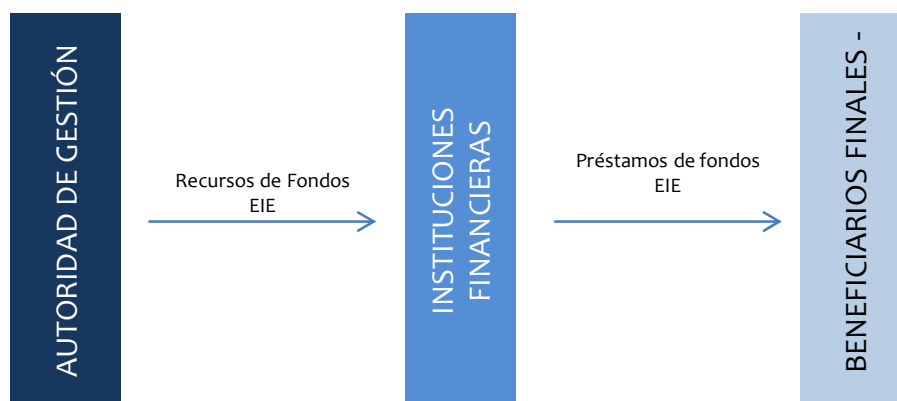 AUTORIDAD DE GESTIÓN
Recursos de Fondos
EIE
INSTITUCIONES
FINANCIERAS
Préstamos de fondos
EIE
BENEFICIARIOS FINALES -